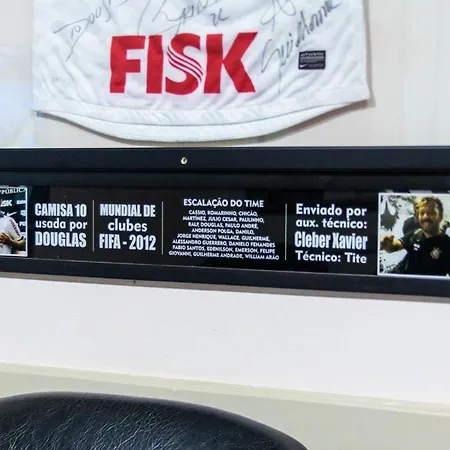 FISK
CAMISA 10
usada por
DOUGLAS
MUNDIAL DE
clubes
FIFA - 2012
ESCALAÇÃO DO TIME
CASSIO, ROMARINHO, CHICÃO,
MARTÍNEZ, JULIO CESAR, PAULINHO,
RALF, DOUGLAS, PAULO ANDRÉ,
ANDERSON POLGA, DANILO,
JORGE HENRIQUE, WALLACE, GUILHERME,
ALESSANDRO GUERRERO, DANIELO FENANDES
FABIO SANTOS, EDENILSON, EMERSON, FELIPE
GIOVANNI, GUILHERME ANDRADE, WILLIAM ARÃO
Enviado por
aux. técnico:
Cleber Xavier
Técnico: Tite